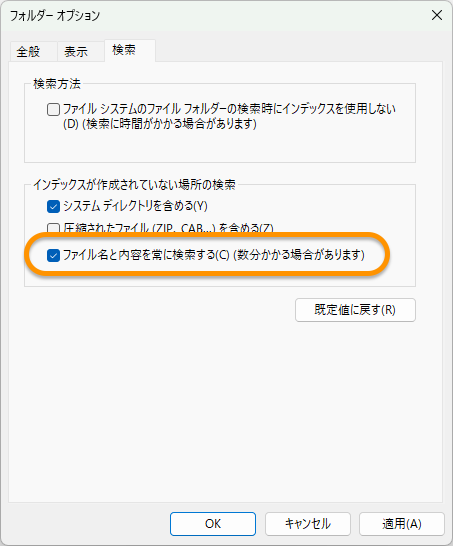 フォルダー オプション
全般 表示 検索
検索方法
ファイル システムのファイル フォルダーの検索時にインデックスを使用しない
(D) (検索に時間がかかる場合があります)
インデックスが作成されていない場所の検索
システム ディレクトリを含める(Y)
圧縮されたファイル (ZIP、CAB...) を含める(Z)
ファイル名と内容を常に検索する(C) (数分かかる場合があります)
既定値に戻す(R)
OK キャンセル 適用(A)